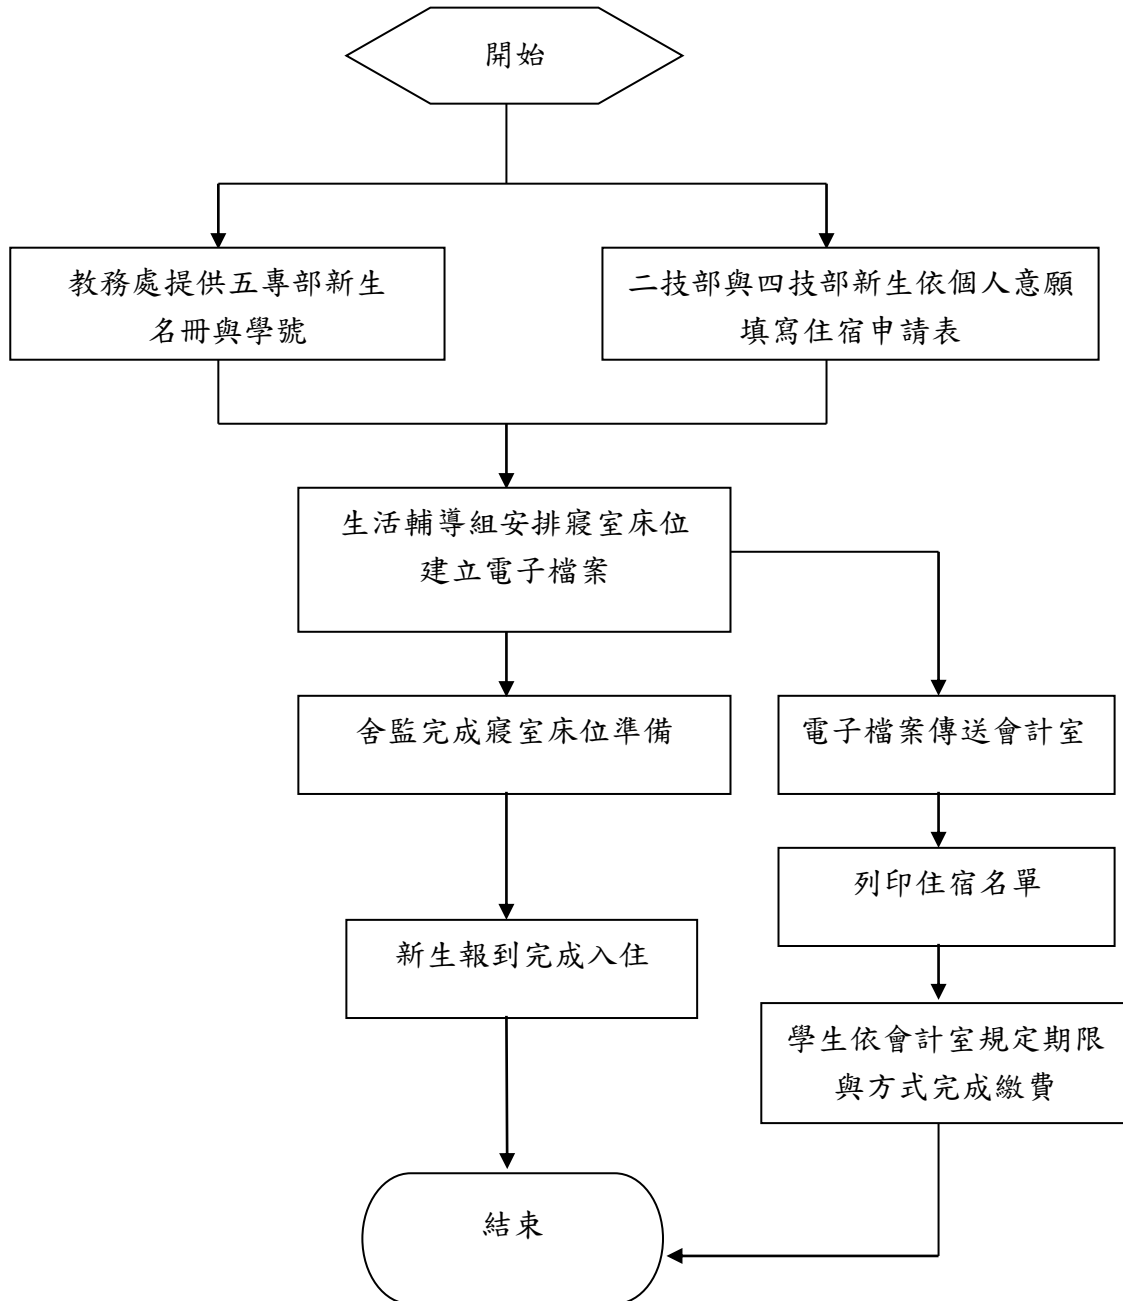 開始
教務處提供五專部新生
名冊與學號
二技部與四技部新生依個人意願
填寫住宿申請表
生活輔導組安排寢室床位
建立電子檔案
舍監完成寢室床位準備
電子檔案傳送會計室
列印住宿名單
新生報到完成入住
學生依會計室規定期限
與方式完成繳費
結束